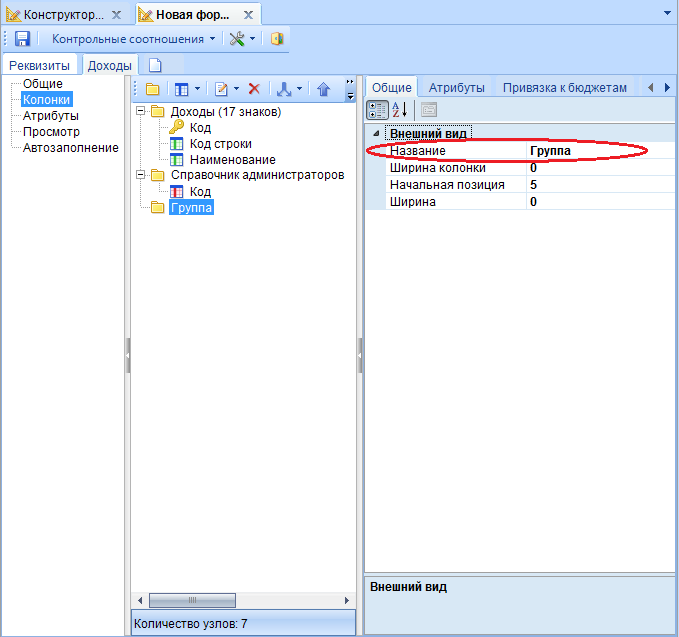 Конструктор... Новая фор...
Контрольные соотношения
Реквизиты Доходы
Общие
Колонки
Атрибуты
Просмотр
Автозаполнение
Доходы (17 знаков)
Код
Код строки
Наименование
Справочник администраторов
Код
Группа
Количество узлов: 7
Общие Атрибуты Привязка к бюджетам
Внешний вид
Название Группа
Ширина колонки 0
Начальная позиция 5
Ширина 0
Внешний вид